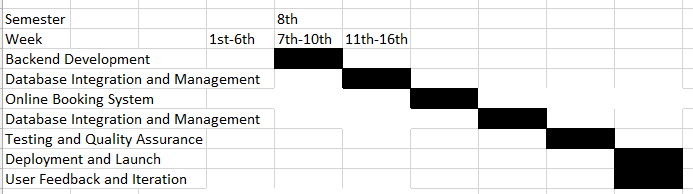 Semester 8th
Week 1st-6th 7th-10th 11th-16th
Backend Development
Database Integration and Management
Online Booking System
Database Integration and Management
Testing and Quality Assurance
Deployment and Launch
User Feedback and Iteration